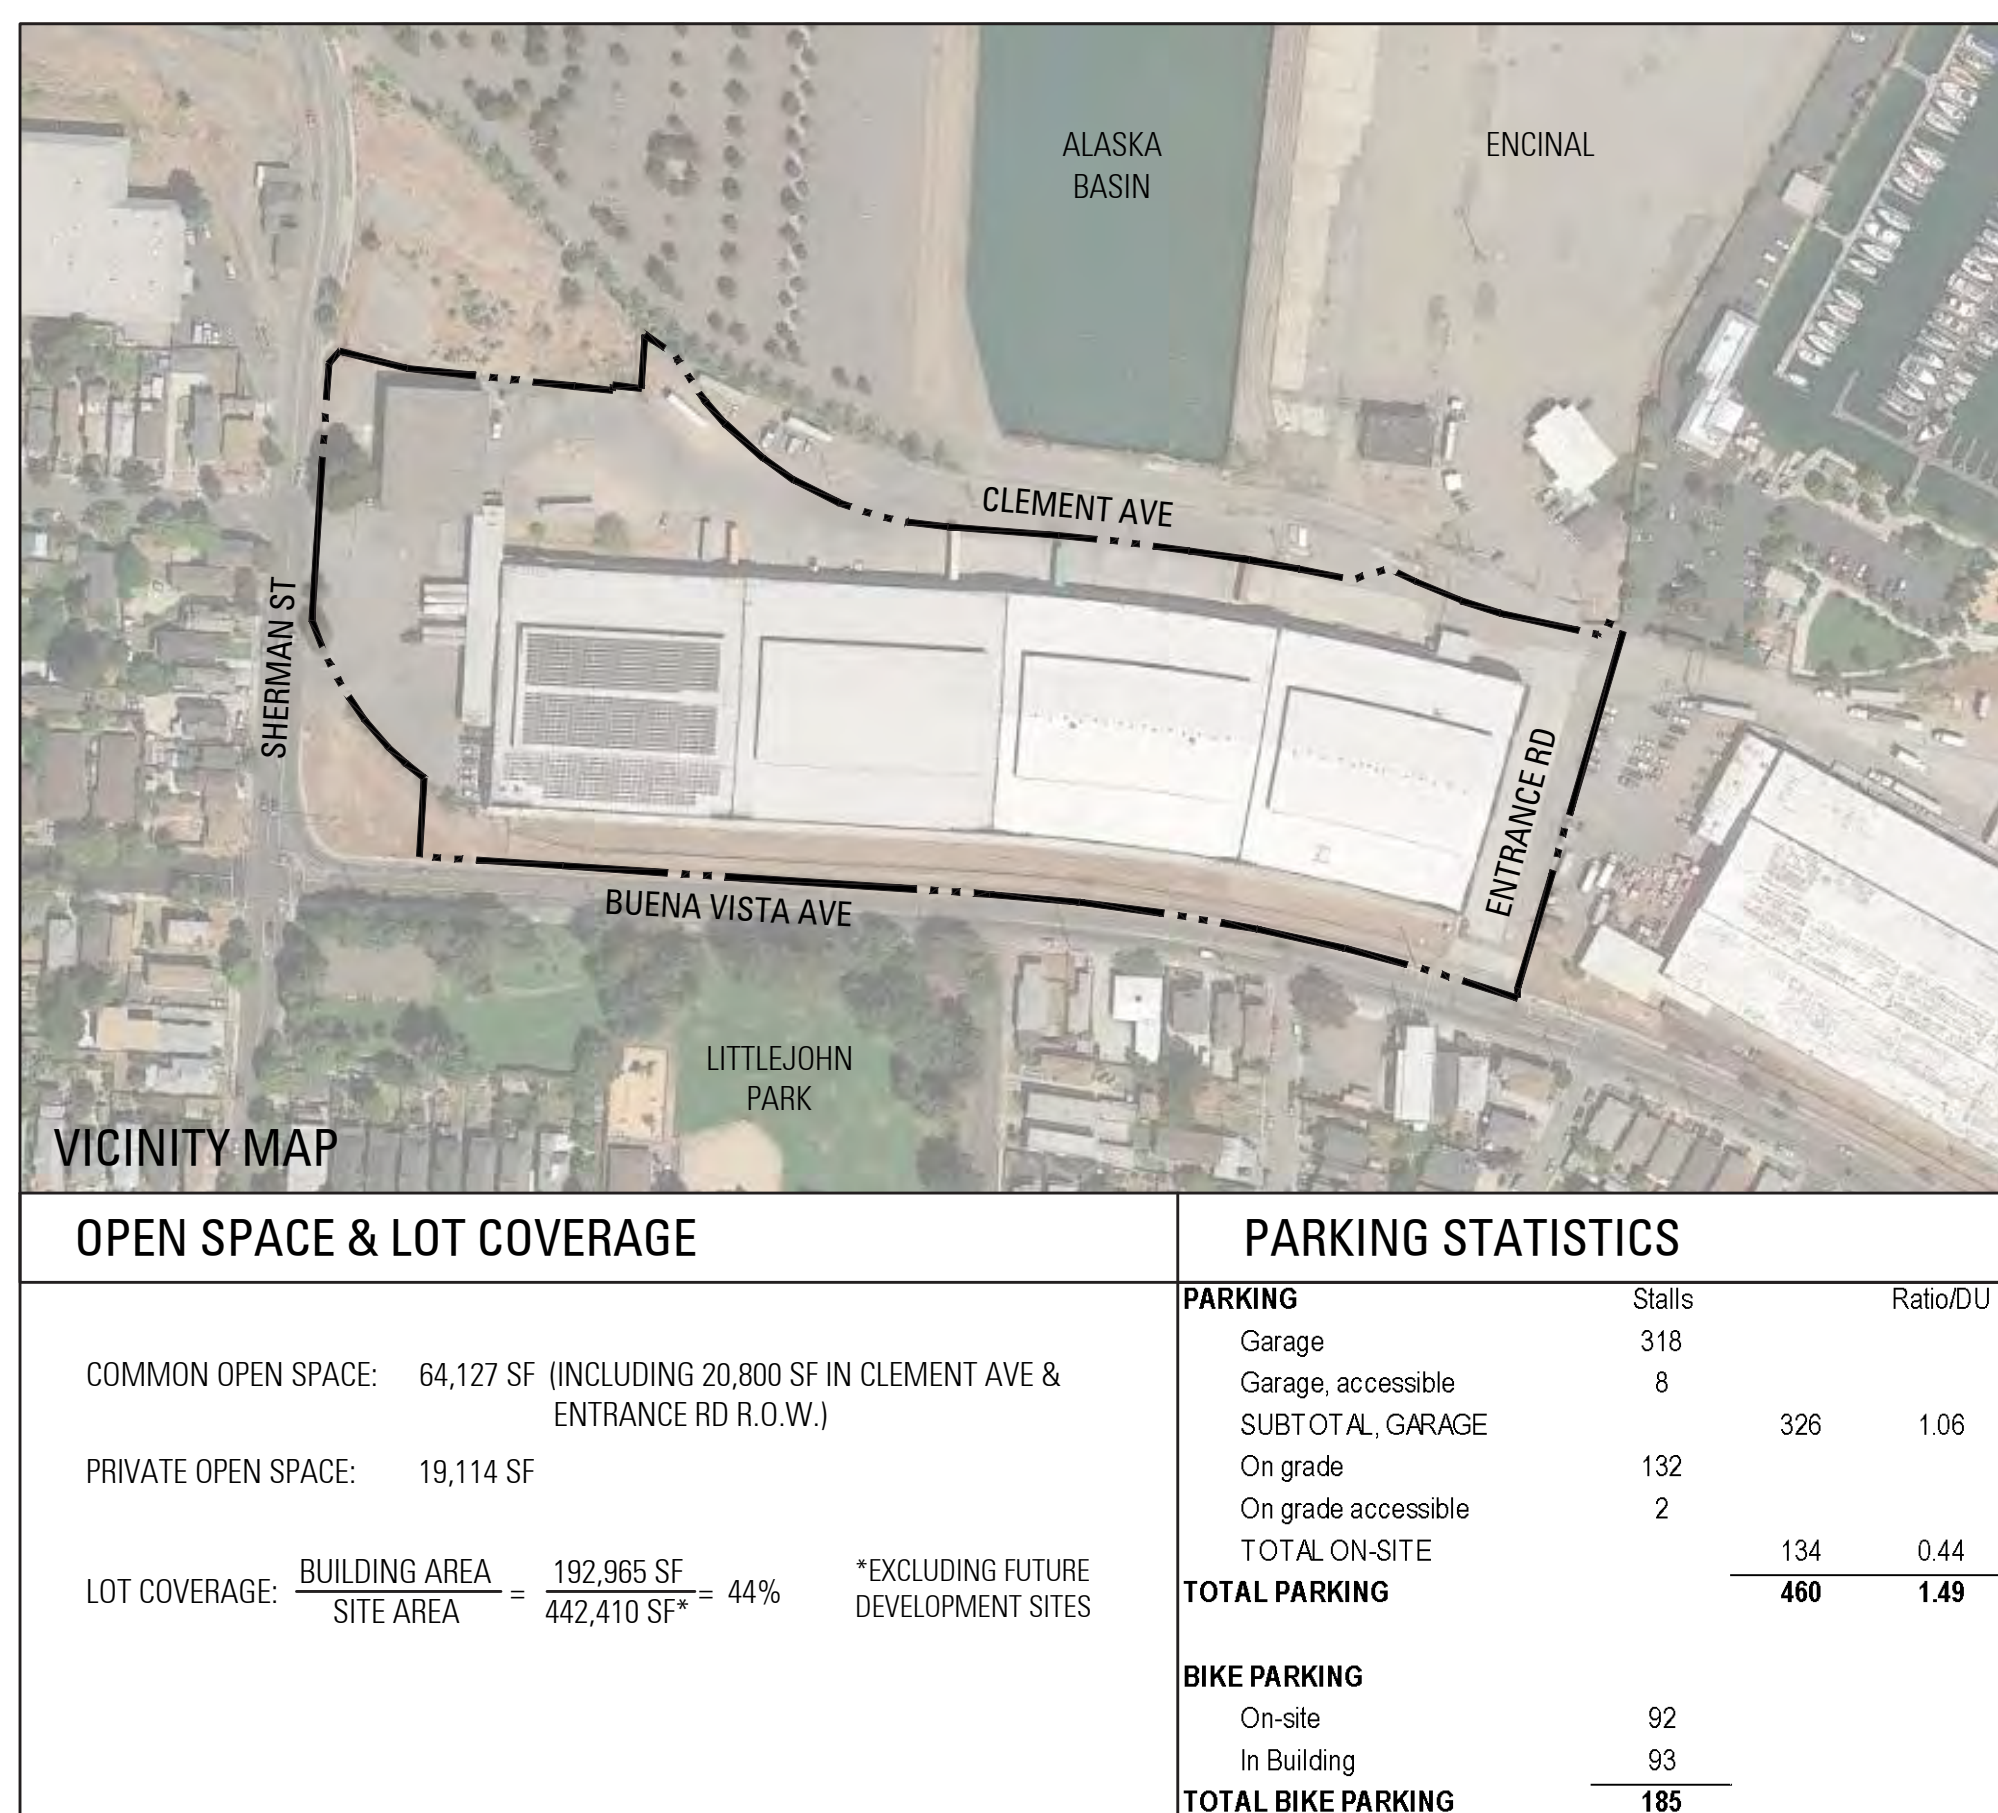 ALASKA
BASIN
ENCINAL
CLEMENT AVE
SHERMAN ST
ENTRANCE RD
BUENA VISTA AVE
LITTLEJOHN
PARK
VICINITY MAP
OPEN SPACE & LOT COVERAGE
COMMON OPEN SPACE: 64,127 SF (INCLUDING 20,800 SF IN CLEMENT AVE &
ENTRANCE RD R.O.W.)
PRIVATE OPEN SPACE: 19,114 SF
LOT COVERAGE: BUILDING AREA / SITE AREA = 192,965 SF / 442,410 SF* = 44%
*EXCLUDING FUTURE
DEVELOPMENT SITES
PARKING STATISTICS
PARKING Stalls Ratio/DU
Garage 318
Garage, accessible 8
SUBTOTAL, GARAGE 326 1.06
On grade 132
On grade accessible 2
TOTAL ON-SITE 134 0.44
TOTAL PARKING 460 1.49
BIKE PARKING
On-site 92
In Building 93
TOTAL BIKE PARKING 185